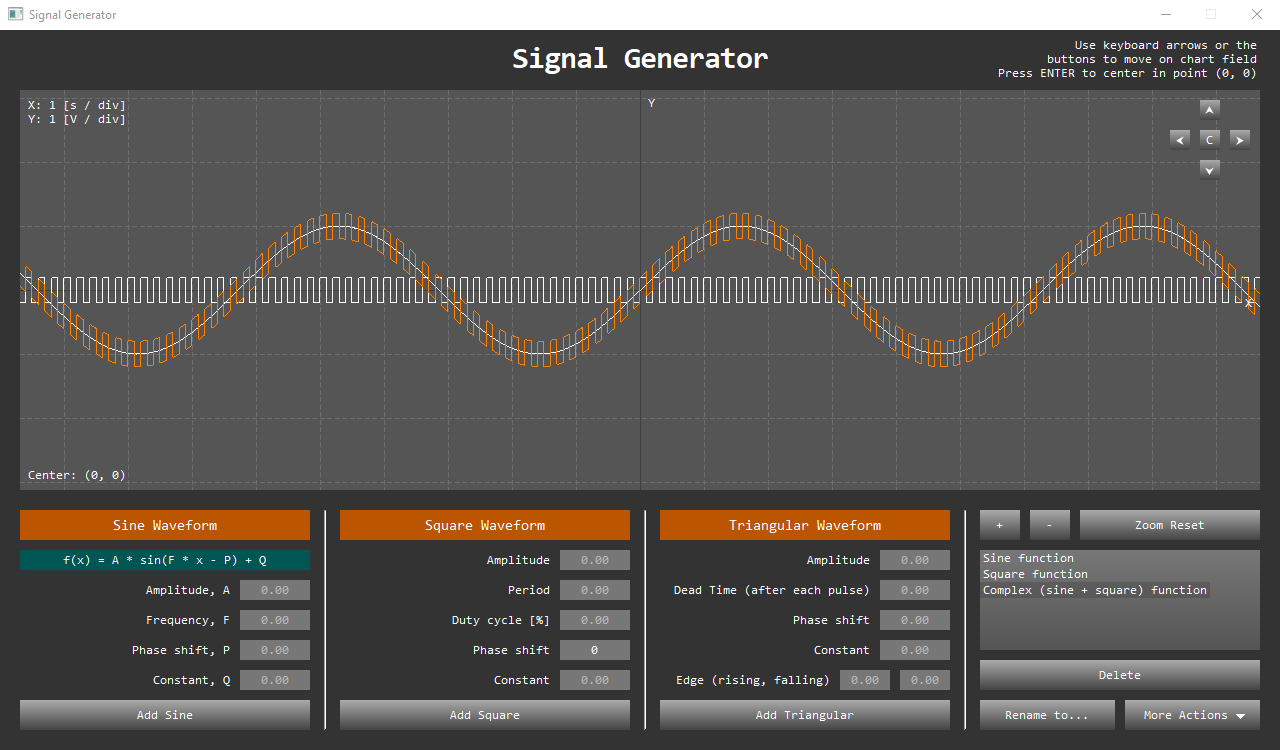 Signal Generator
Signal Generator
Use keyboard arrows or the
buttons to move on chart field
Press ENTER to center in point (0, 0)
X: 1 [s / div]
Y: 1 [V / div]
Y
C
X
Center: (0, 0)
Sine Waveform
f(x) = A * sin(F * x - P) + Q
Amplitude, A 0.00
Frequency, F 0.00
Phase shift, P 0.00
Constant, Q 0.00
Add Sine
Square Waveform
Amplitude 0.00
Period 0.00
Duty cycle [%] 0.00
Phase shift 0
Constant 0.00
Add Square
Triangular Waveform
Amplitude 0.00
Dead Time (after each pulse) 0.00
Phase shift 0.00
Constant 0.00
Edge (rising, falling) 0.00 0.00
Add Triangular
+ - Zoom Reset
Sine function
Square function
Complex (sine + square) function
Delete
Rename to... More Actions